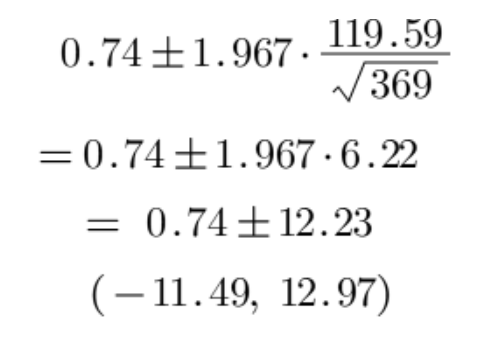 0.74 ± 1.967 · 119.59 / √369
= 0.74 ± 1.967 · 6.22
= 0.74 ± 12.23
(−11.49, 12.97)